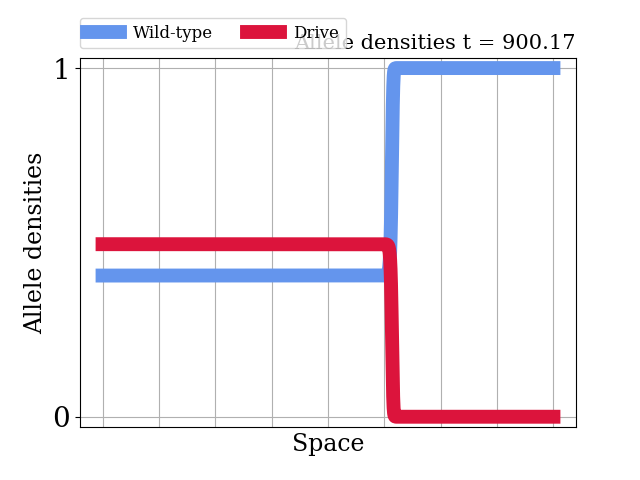 Wild-type Drive
Allele densities t = 900.17
1
Allele densities
0
Space